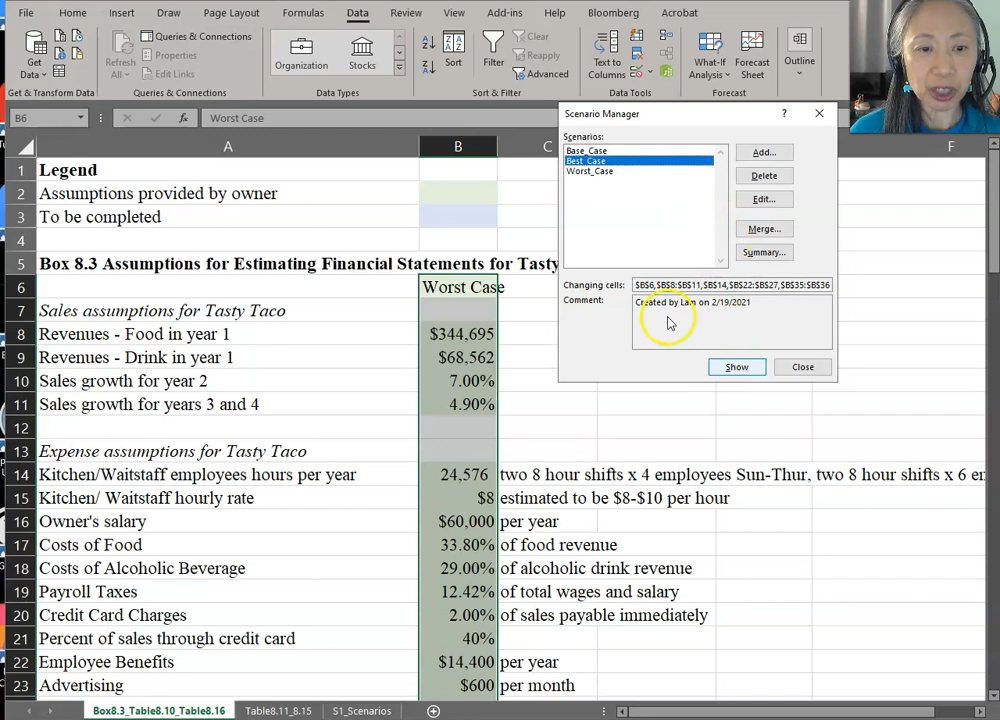 File Home Insert Draw Page Layout Formulas Data Review View Add-ins Help Bloomberg Acrobat
Get Data
Refresh All
Queries & Connections
Properties
Edit Links
Organization
Stocks
Sort
Filter
Clear
Reapply
Advanced
Text to Columns
What-If Analysis
Forecast Sheet
Outline
Get & Transform Data Queries & Connections Data Types Sort & Filter Data Tools Forecast
B6 fx Worst Case
A B C F
1 Legend
2 Assumptions provided by owner
3 To be completed
4
5 Box 8.3 Assumptions for Estimating Financial Statements for Tasty
6 Worst Case
7 Sales assumptions for Tasty Taco
8 Revenues - Food in year 1 $344,695
9 Revenues - Drink in year 1 $68,562
10 Sales growth for year 2 7.00%
11 Sales growth for years 3 and 4 4.90%
12
13 Expense assumptions for Tasty Taco
14 Kitchen/Waitstaff employees hours per year 24,576 two 8 hour shifts x 4 employees Sun-Thur, two 8 hour shifts x 6 em
15 Kitchen/ Waitstaff hourly rate $8 estimated to be $8-$10 per hour
16 Owner's salary $60,000 per year
17 Costs of Food 33.80% of food revenue
18 Costs of Alcoholic Beverage 29.00% of alcoholic drink revenue
19 Payroll Taxes 12.42% of total wages and salary
20 Credit Card Charges 2.00% of sales payable immediately
21 Percent of sales through credit card 40%
22 Employee Benefits $14,400 per year
23 Advertising $600 per month
Scenario Manager ?
Scenarios:
Base_Case
Best_Case
Worst_Case
Add...
Delete
Edit...
Merge...
Summary...
Changing cells: $B$6,$B$8:$B$11,$B$14,$B$22:$B$27,$B$35:$B$36
Comment: Created by Lam on 2/19/2021
Show Close
Box8.3_Table8.10_Table8.16 Table8.11_8.15 S1_Scenarios